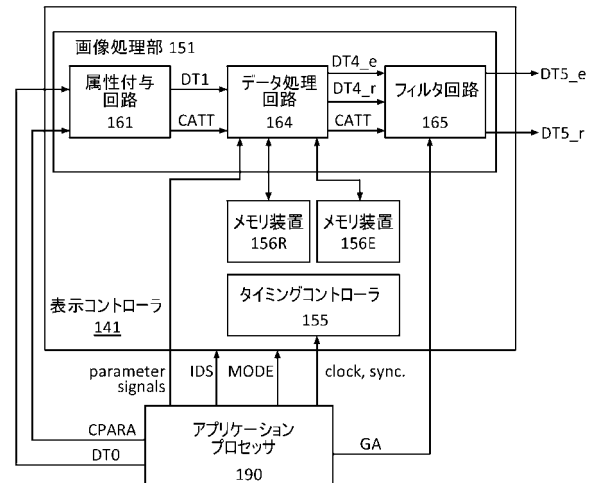 画像処理部 151
属性付与
回路
161
DT1
CATT
データ処理
回路
164
DT4_e
DT4_r
CATT
フィルタ回路
165
DT5_e
DT5_r
メモリ装置
156R
メモリ装置
156E
タイミングコントローラ
155
表示コントローラ
141
parameter
signals
IDS
MODE
clock, sync.
CPARA
DT0
アプリケーション
プロセッサ
190
GA